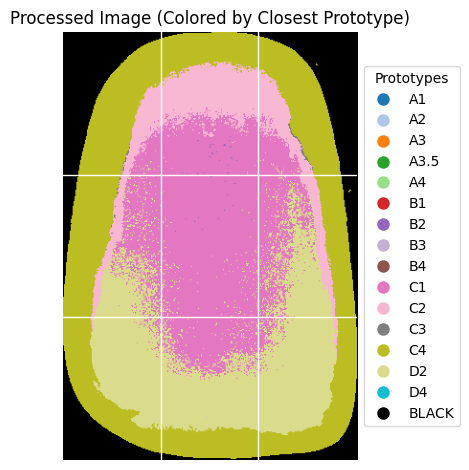 Processed Image (Colored by Closest Prototype)
Prototypes
A1
A2
A3
A3.5
A4
B1
B2
B3
B4
C1
C2
C3
C4
D2
D4
BLACK